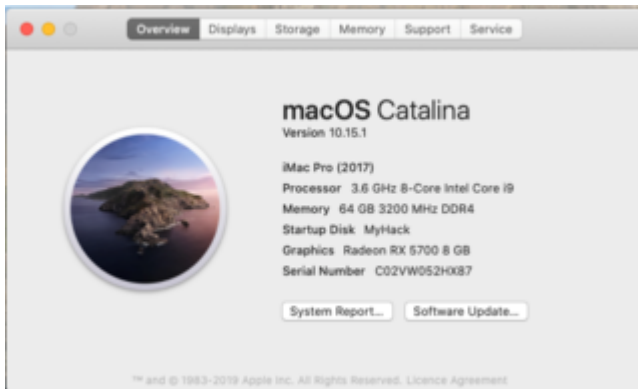 Overview Displays Storage Memory Support Service
macOS Catalina
Version 10.15.1
iMac Pro (2017)
Processor 3.6 GHz 8-Core Intel Core i9
Memory 64 GB 3200 MHz DDR4
Startup Disk MyHack
Graphics Radeon RX 5700 8 GB
Serial Number C02VW052HX87
System Report... Software Update...
™ and © 1983-2019 Apple Inc. All Rights Reserved. Licence Agreement